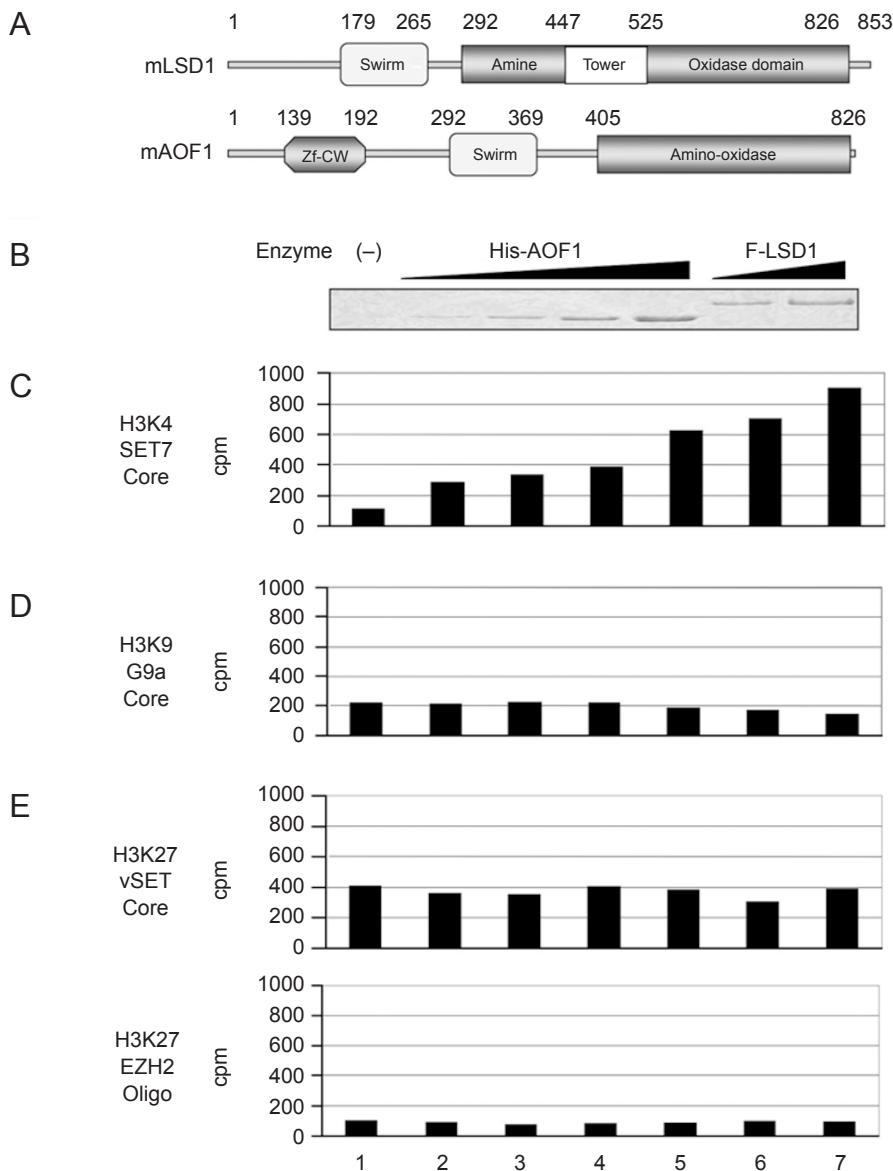 A
1 179 265 292 447 525 826 853
mLSD1 Swirm Amine Tower Oxidase domain
1 139 192 292 369 405 826
mAOF1 Zf-CW Swirm Amino-oxidase
B
Enzyme (–) His-AOF1 F-LSD1
C
H3K4
SET7
Core
cpm
1000
800
600
400
200
0
D
H3K9
G9a
Core
cpm
1000
800
600
400
200
0
E
H3K27
vSET
Core
cpm
1000
800
600
400
200
0
H3K27
EZH2
Oligo
cpm
1000
800
600
400
200
0
1 2 3 4 5 6 7